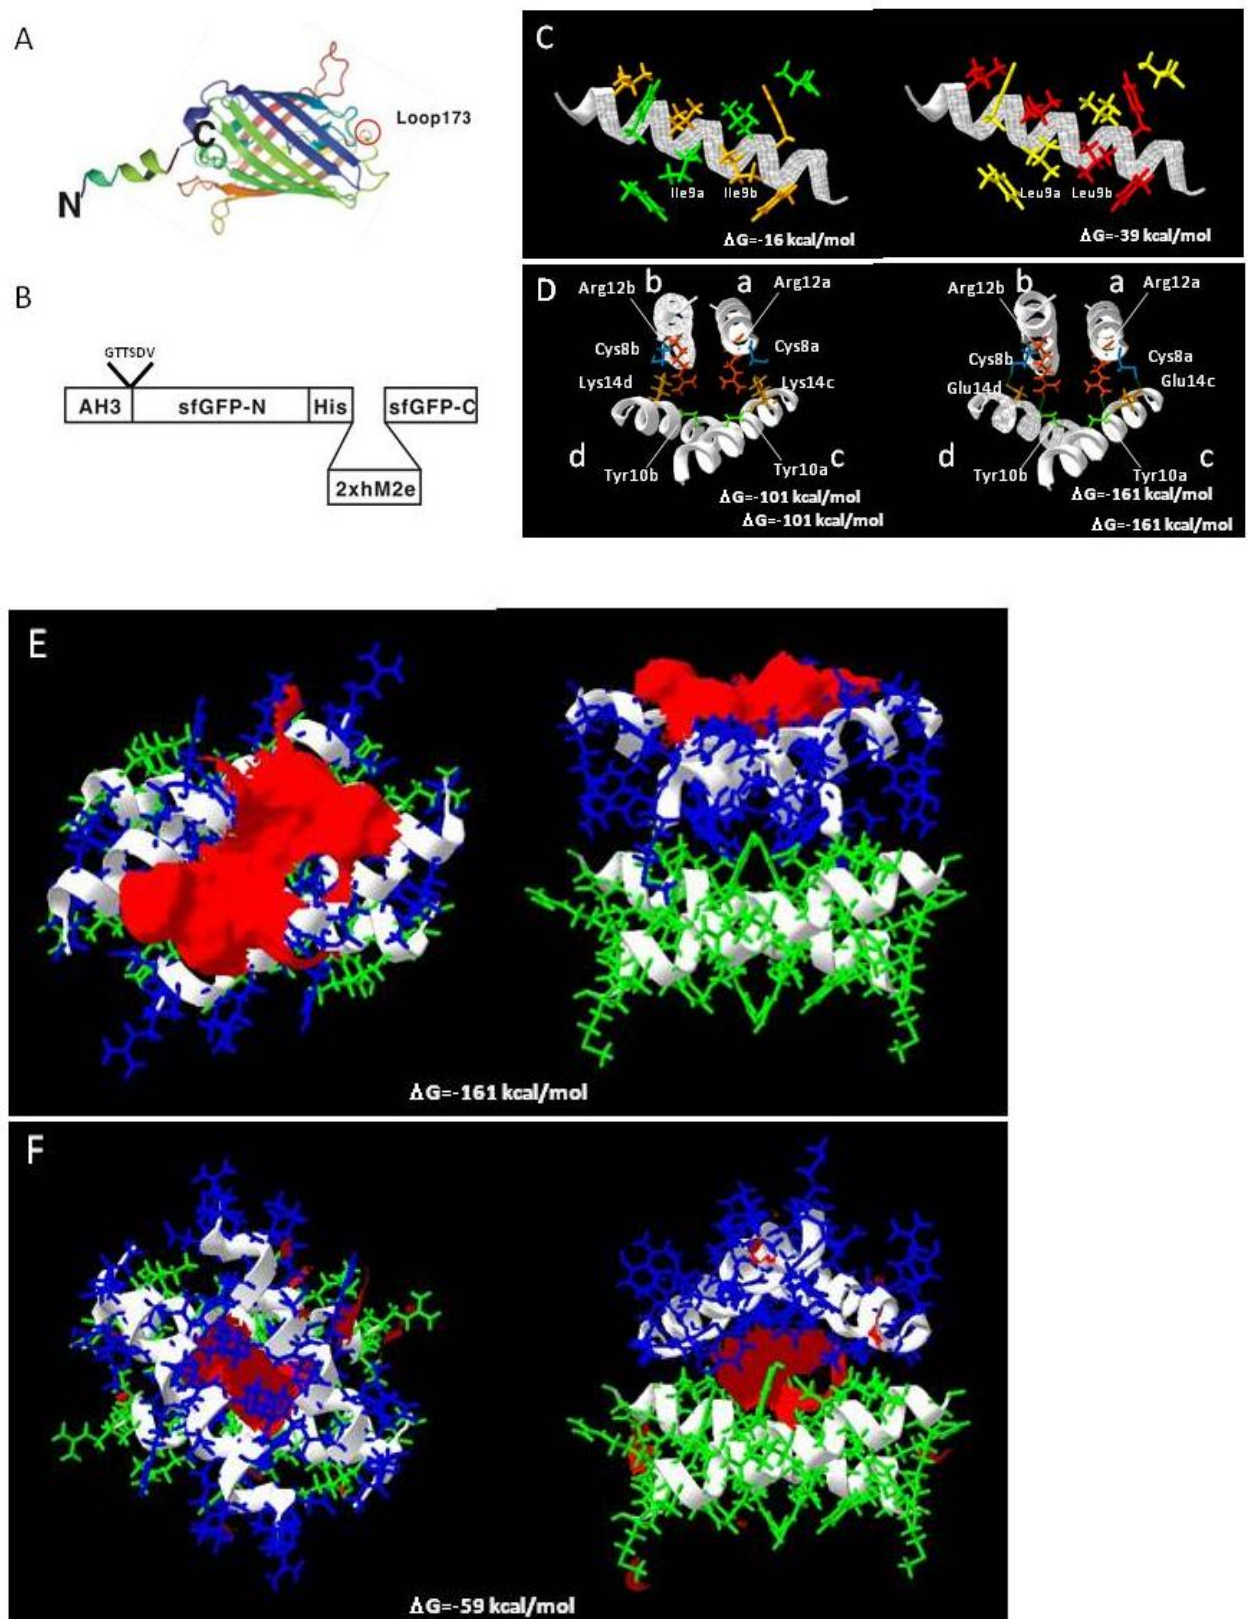 A
Loop173
C
N
B
GTTSDV
AH3
sfGFP-N
His
sfGFP-C
2xhM2e
C
Ile9a
Ile9b
ΔG=-16 kcal/mol
Leu9a
Leu9b
ΔG=-39 kcal/mol
D
b
a
Arg12b
Arg12a
Cys8b
Cys8a
Lys14d
Lys14c
d
c
Tyr10b
Tyr10a
ΔG=-101 kcal/mol
ΔG=-101 kcal/mol
b
a
Arg12b
Arg12a
Cys8b
Cys8a
Glu14d
Glu14c
d
c
Tyr10b
Tyr10a
ΔG=-161 kcal/mol
ΔG=-161 kcal/mol
E
ΔG=-161 kcal/mol
F
ΔG=-59 kcal/mol